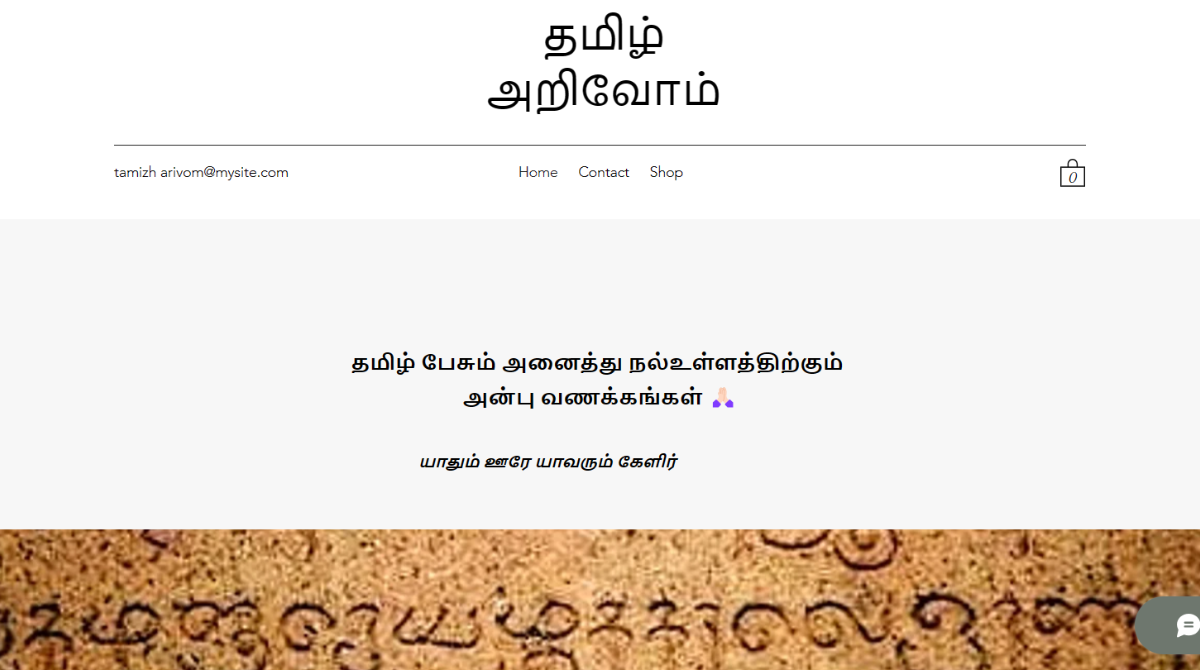 தமிழ்
அறிவோம்
tamizh arivom@mysite.com
Home Contact Shop
0
தமிழ் பேசும் அனைத்து நல்உள்ளத்திற்கும்
அன்பு வணக்கங்கள் 🙏🏻
யாதும் ஊரே யாவரும் கேளிர்